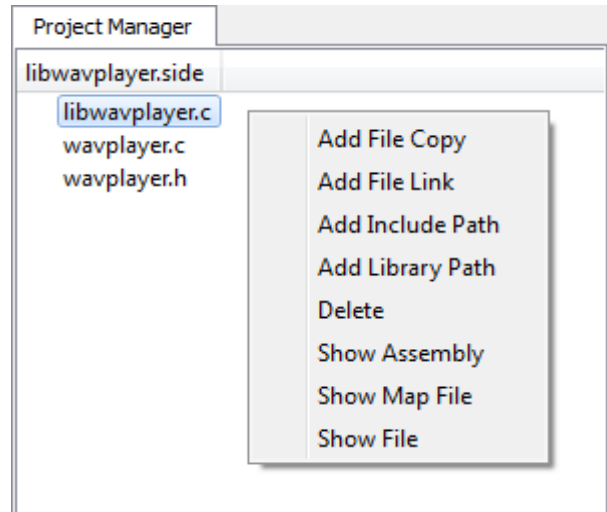 Project Manager
libwavplayer.side
libwavplayer.c
wavplayer.c
wavplayer.h
Add File Copy
Add File Link
Add Include Path
Add Library Path
Delete
Show Assembly
Show Map File
Show File